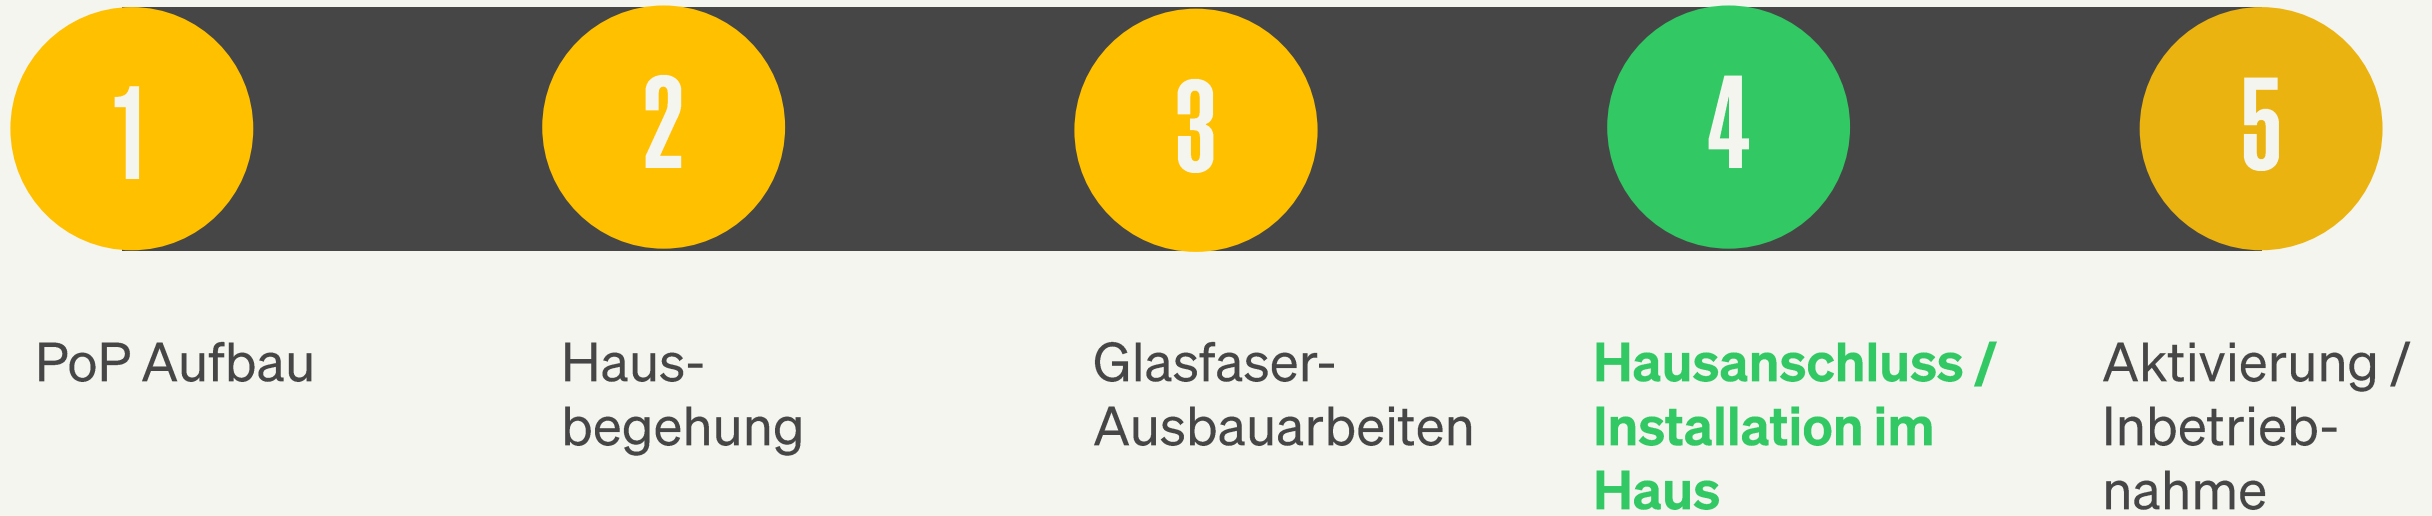 1
2
3
4
5
PoP Aufbau
Haus-
begehung
Glasfaser-
Ausbauarbeiten
Hausanschluss /
Installation im
Haus
Aktivierung /
Inbetrieb-
nahme